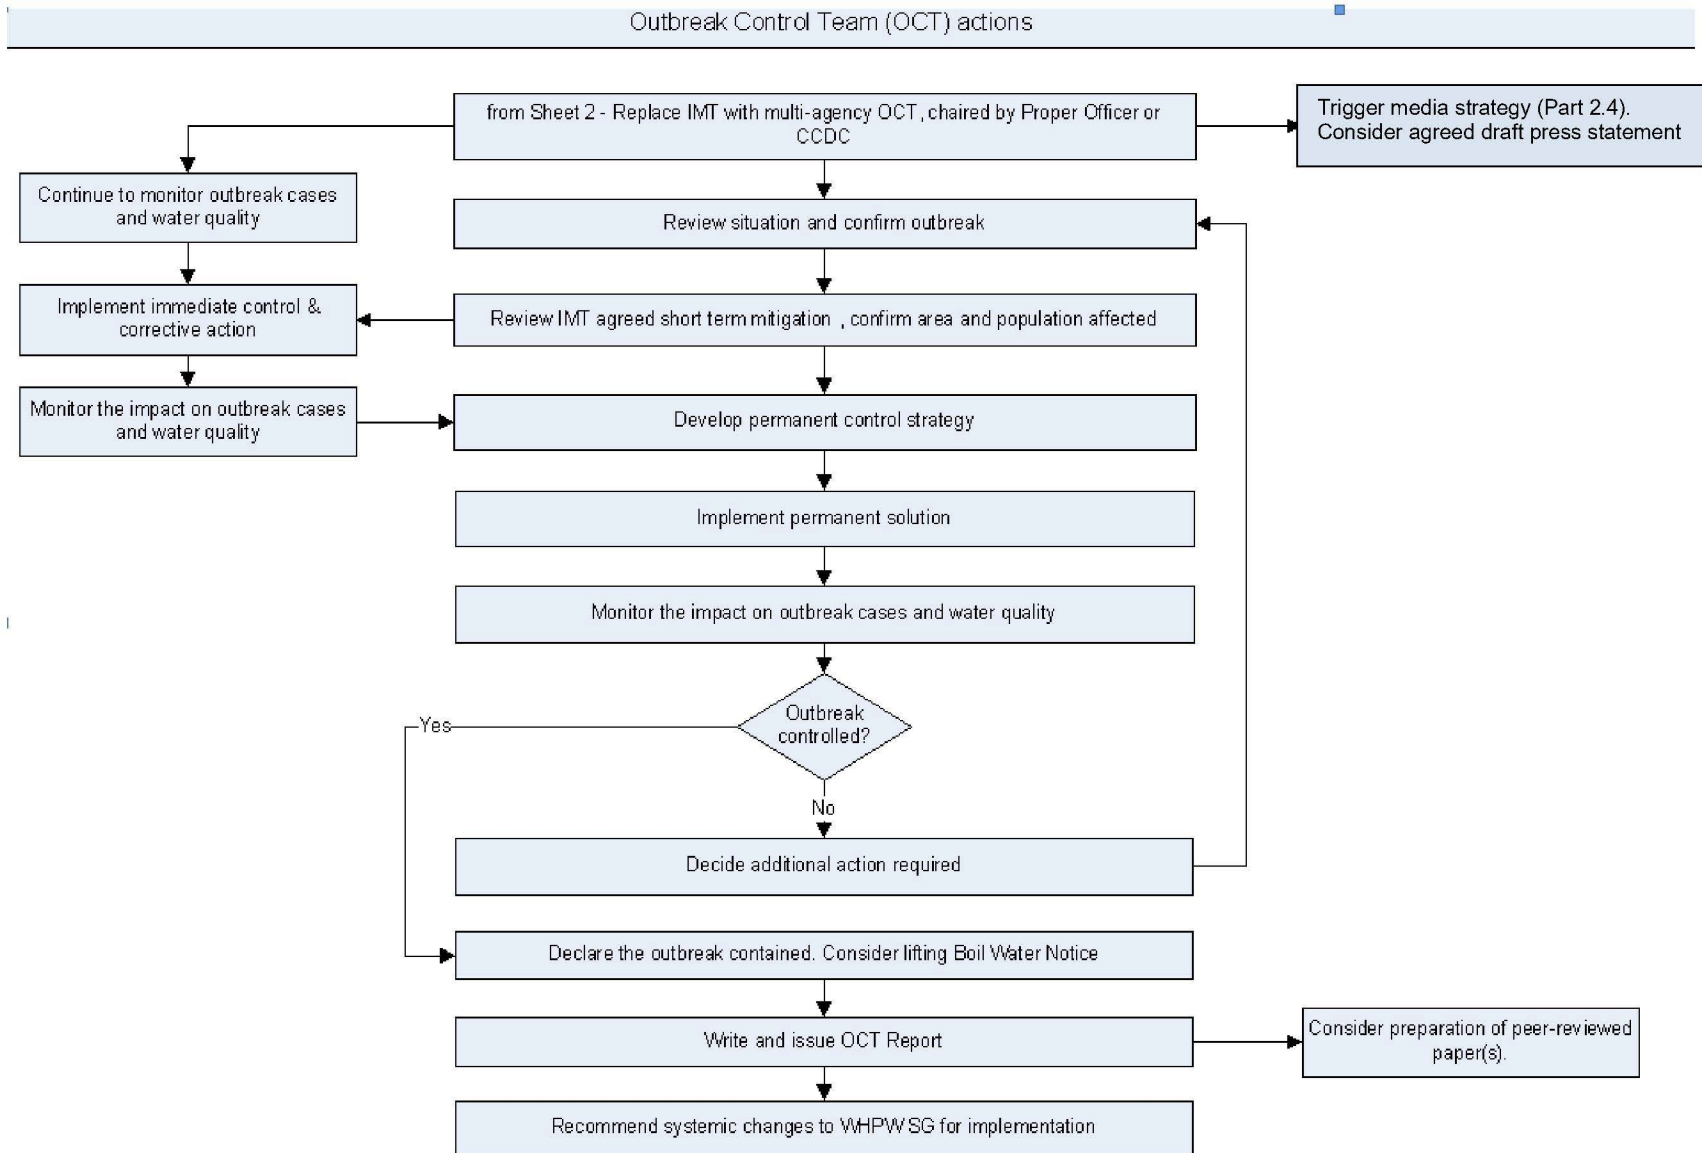 Outbreak Control Team (OCT) actions
from Sheet 2 - Replace IMT with multi-agency OCT, chaired by Proper Officer or
CCDC
Trigger media strategy (Part 2.4).
Consider agreed draft press statement
Continue to monitor outbreak cases
and water quality
Review situation and confirm outbreak
Implement immediate control &
corrective action
Review IMT agreed short term mitigation , confirm area and population affected
Monitor the impact on outbreak cases
and water quality
Develop permanent control strategy
Implement permanent solution
Monitor the impact on outbreak cases and water quality
Outbreak
controlled?
Yes
No
Decide additional action required
Declare the outbreak contained. Consider lifting Boil Water Notice
Write and issue OCT Report
Consider preparation of peer-reviewed
paper(s).
Recommend systemic changes to WHPWSG for implementation